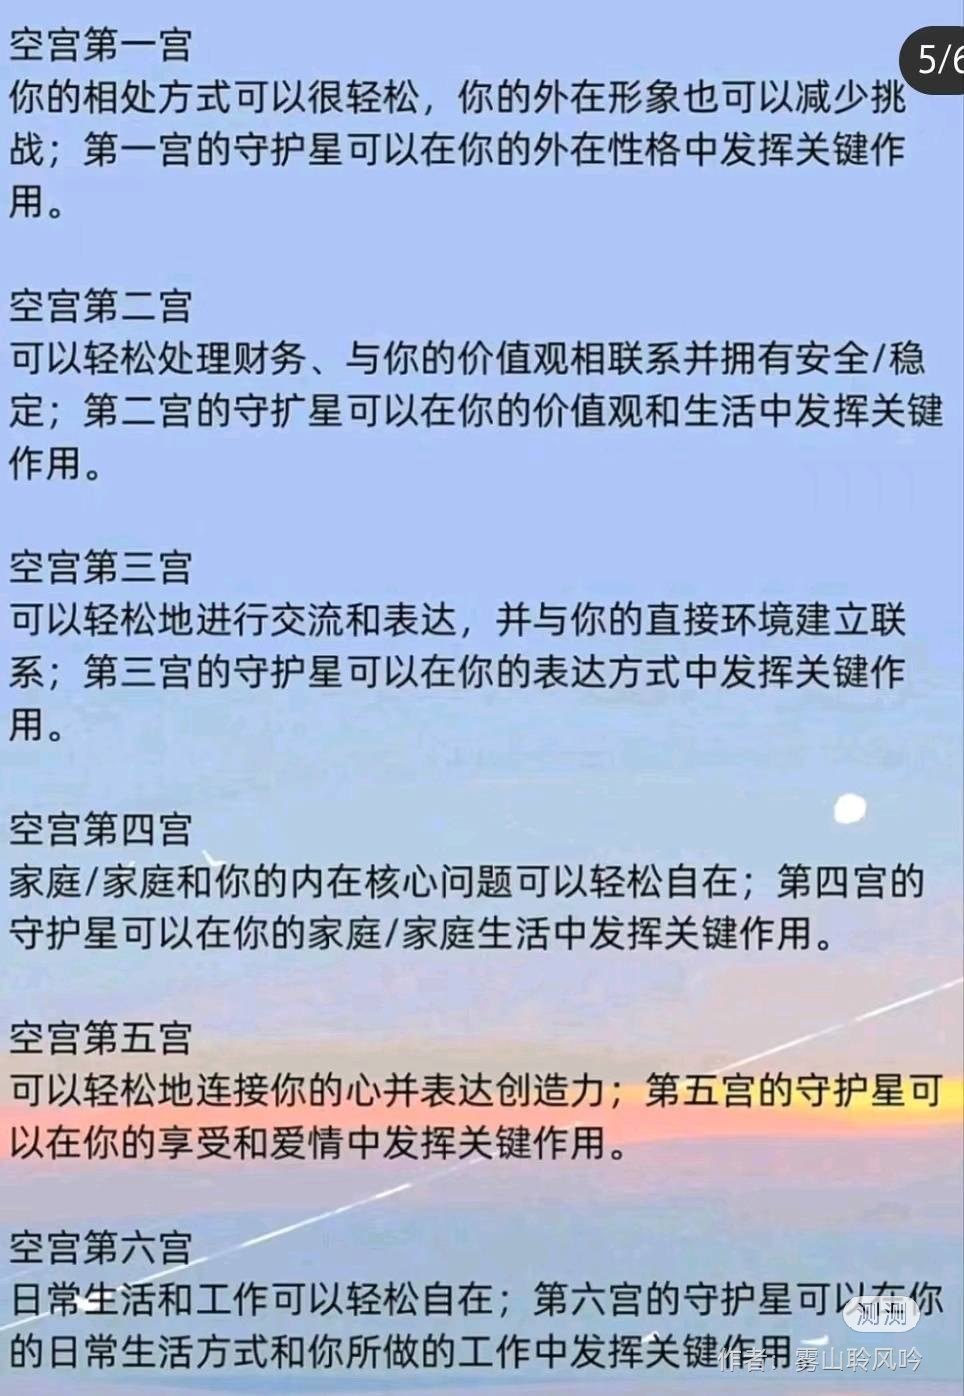 空宫第一宫
5/6
你的相处方式可以很轻松，你的外在形象也可以减少挑
战；第一宫的守护星可以在你的外在性格中发挥关键作
用。
空宫第二宫
可以轻松处理财务、与你的价值观相联系并拥有安全/稳
定；第二宫的守扩星可以在你的价值观和生活中发挥关键
作用。
空宫第三宫
可以轻松地进行交流和表达，并与你的直接环境建立联
系；第三宫的守护星可以在你的表达方式中发挥关键作
用。
空宫第四宫
家庭/家庭和你的内在核心问题可以轻松自在；第四宫的
守护星可以在你的家庭/家庭生活中发挥关键作用。
空宫第五宫
可以轻松地连接你的心并表达创造力；第五宫的守护星可
以在你的享受和爱情中发挥关键作用。
空宫第六宫
日常生活和工作可以轻松自在；第六宫的守护星可以在你
测测
的日常生活方式和你所做的工作中发挥关键作用。
作者：雾山聆风吟